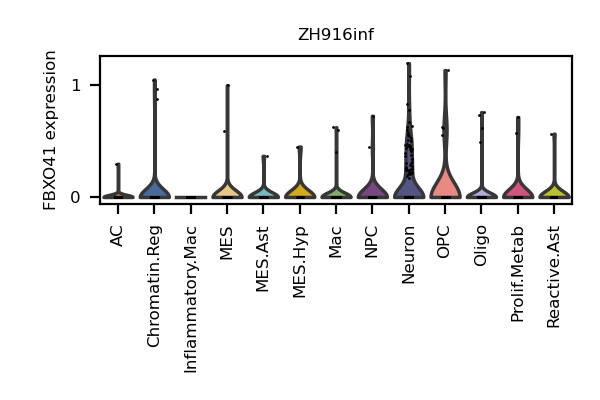 ZH916inf
FBXO41 expression
1
0
AC
Chromatin.Reg
Inflammatory.Mac
MES
MES.Ast
MES.Hyp
Mac
NPC
Neuron
OPC
Oligo
Prolif.Metab
Reactive.Ast